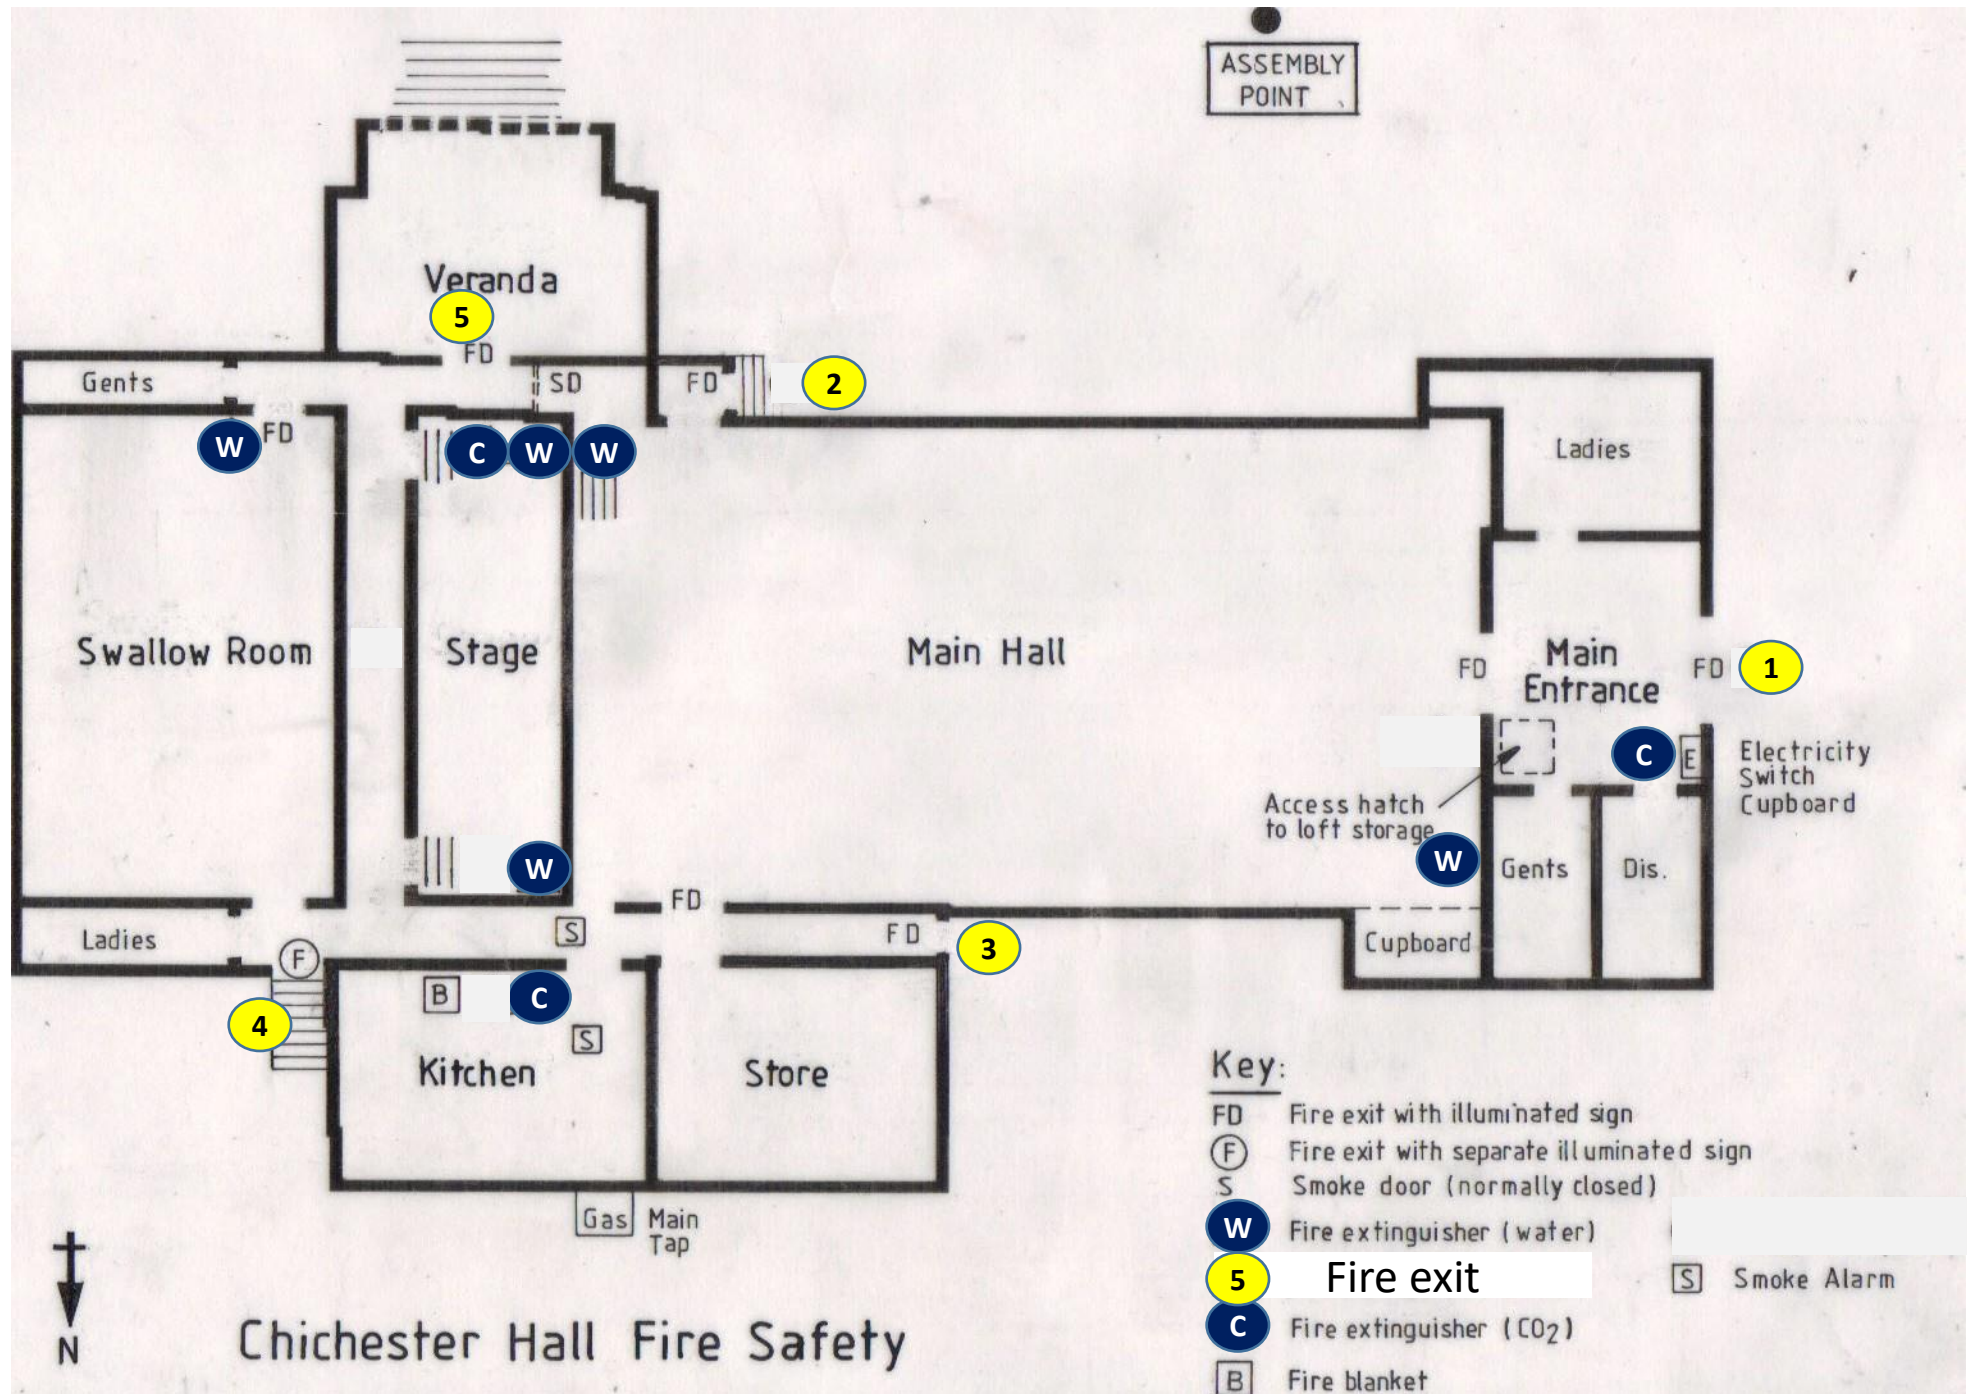 ASSEMBLY
POINT
Veranda
5
FD
Gents
SD
FD
2
W
FD
C
W
W
Ladies
Swallow Room
Stage
Main Hall
FD
Main
Entrance
FD
1
C
E
Electricity
Switch
Cupboard
Access hatch
to loft storage
W
W
Gents
Dis.
FD
Ladies
S
FD
3
Cupboard
F
B
C
4
S
Kitchen
Store
Gas
Main
Tap
Key:
FD Fire exit with illuminated sign
F Fire exit with separate illuminated sign
S Smoke door (normally closed)
W Fire extinguisher (water)
5 Fire exit
S Smoke Alarm
C Fire extinguisher (CO2)
B Fire blanket
N
Chichester Hall Fire Safety